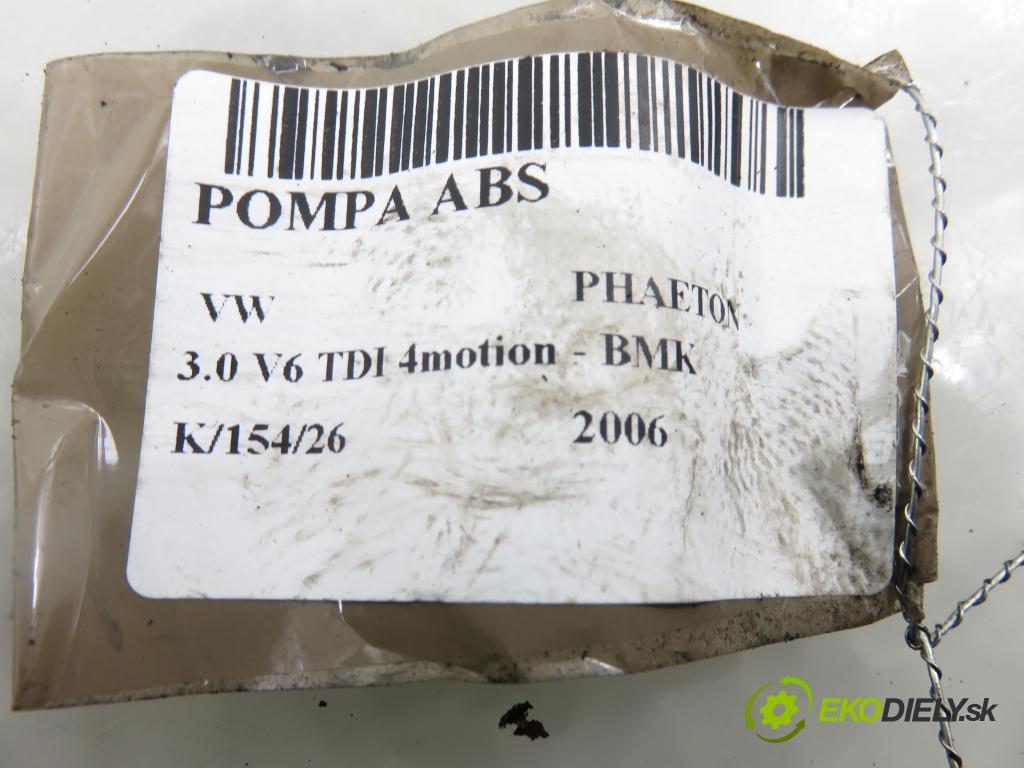 POMPA ABS
VW PHAETON
3.0 V6 TDI 4motion - BMK
K/154/26 2006
EKODIELY.sk